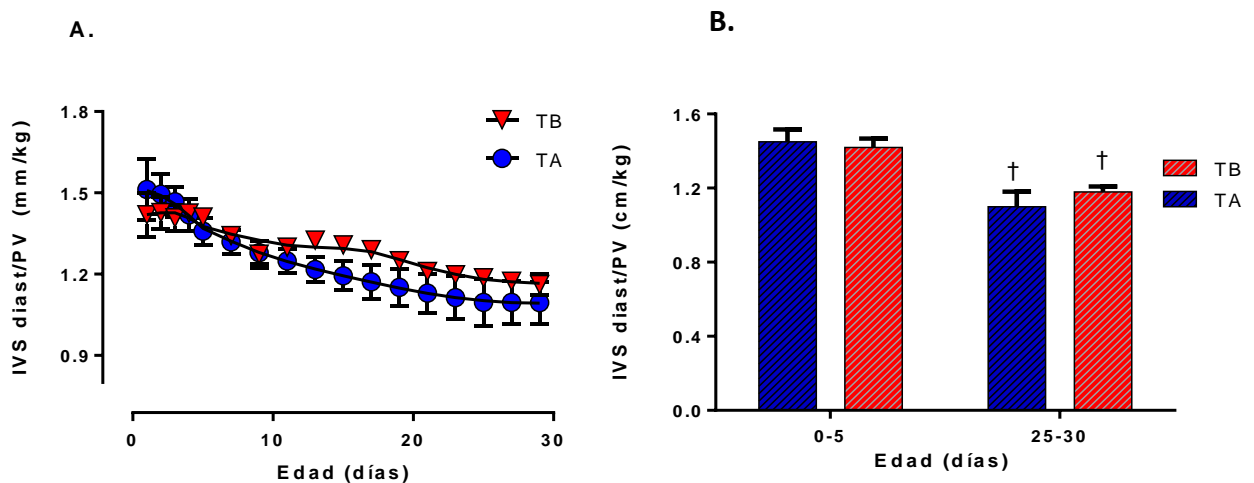 A.
1.8
1.5
1.2
0.9
IVS diast/PV (mm/kg)
TB
TA
0
10
20
30
Edad (días)
B.
1.6
1.2
0.8
0.4
0.0
IVS diast/PV (cm/kg)
†
†
TB
TA
0-5
25-30
Edad (días)